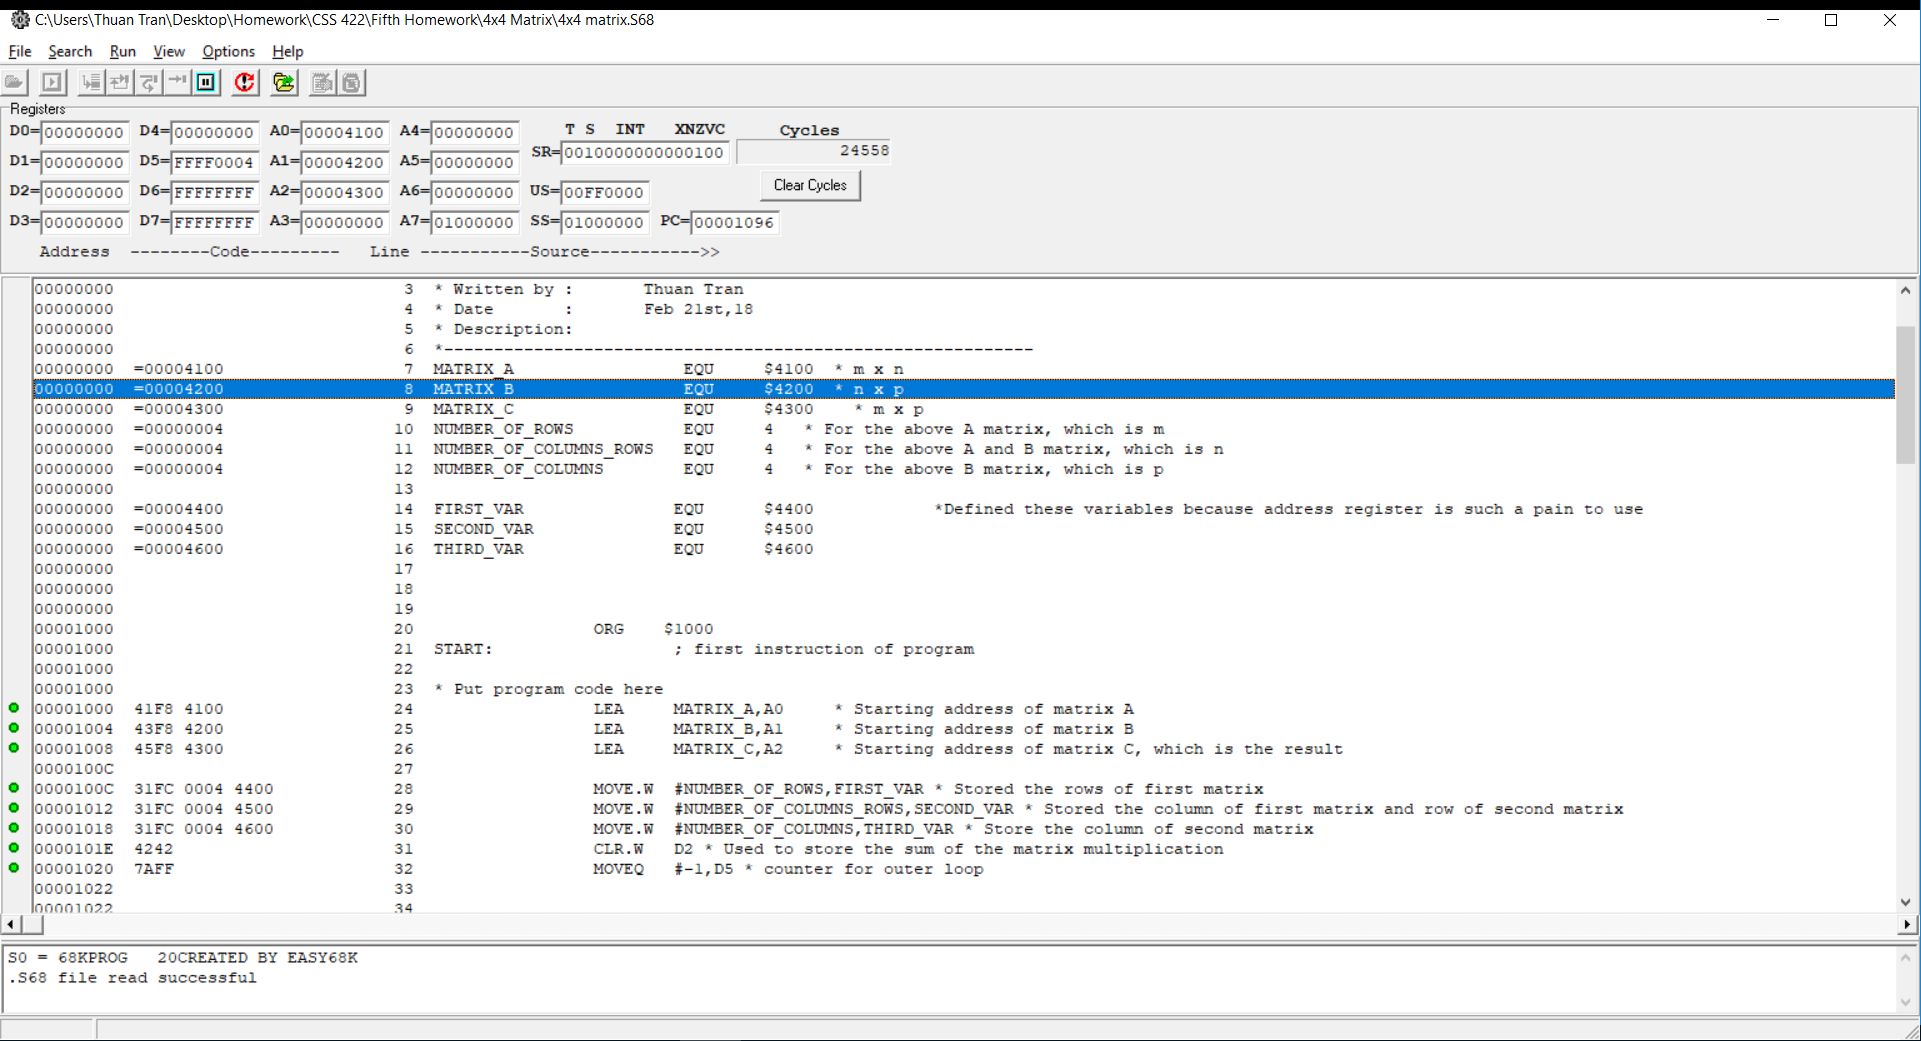 C:\Users\Thuan Tran\Desktop\Homework\CSS 422\Fifth Homework\4x4 Matrix\4x4 matrix.S68
File Search Run View Options Help
Registers
D0= 00000000 D4= 00000000 A0= 00004100 A4= 00000000 T S INT XNZVC Cycles
D1= 00000000 D5= FFFF0004 A1= 00004200 A5= 00000000 SR= 0010000000000100 24558
D2= 00000000 D6= FFFFFFFF A2= 00004300 A6= 00000000 US= 00FF0000 Clear Cycles
D3= 00000000 D7= FFFFFFFF A3= 00000000 A7= 01000000 SS= 01000000 PC= 00001096
Address --------Code--------- Line -----------Source----------->>
00000000 3 * Written by : Thuan Tran
00000000 4 * Date : Feb 21st,18
00000000 5 * Description:
00000000 6 *-----------------------------------------------------------
00000000 =00004100 7 MATRIX_A EQU $4100 * m x n
00000000 =00004200 8 MATRIX_B EQU $4200 * n x p
00000000 =00004300 9 MATRIX_C EQU $4300 * m x p
00000000 =00000004 10 NUMBER_OF_ROWS EQU 4 * For the above A matrix, which is m
00000000 =00000004 11 NUMBER_OF_COLUMNS_ROWS EQU 4 * For the above A and B matrix, which is n
00000000 =00000004 12 NUMBER_OF_COLUMNS EQU 4 * For the above B matrix, which is p
00000000 13
00000000 =00004400 14 FIRST_VAR EQU $4400 *Defined these variables because address register is such a pain to use
00000000 =00004500 15 SECOND_VAR EQU $4500
00000000 =00004600 16 THIRD_VAR EQU $4600
00000000 17
00000000 18
00000000 19
00001000 20 ORG $1000
00001000 21 START: ; first instruction of program
00001000 22
00001000 23 * Put program code here
00001000 41F8 4100 24 LEA MATRIX_A,A0 * Starting address of matrix A
00001004 43F8 4200 25 LEA MATRIX_B,A1 * Starting address of matrix B
00001008 45F8 4300 26 LEA MATRIX_C,A2 * Starting address of matrix C, which is the result
0000100C 27
0000100C 31FC 0004 4400 28 MOVE.W #NUMBER_OF_ROWS,FIRST_VAR * Stored the rows of first matrix
00001012 31FC 0004 4500 29 MOVE.W #NUMBER_OF_COLUMNS_ROWS,SECOND_VAR * Stored the column of first matrix and row of second matrix
00001018 31FC 0004 4600 30 MOVE.W #NUMBER_OF_COLUMNS,THIRD_VAR * Store the column of second matrix
0000101E 4242 31 CLR.W D2 * Used to store the sum of the matrix multiplication
00001020 7AFF 32 MOVEQ #-1,D5 * counter for outer loop
00001022 33
00001022 34
S0 = 68KPROG 20CREATED BY EASY68K
.S68 file read successful